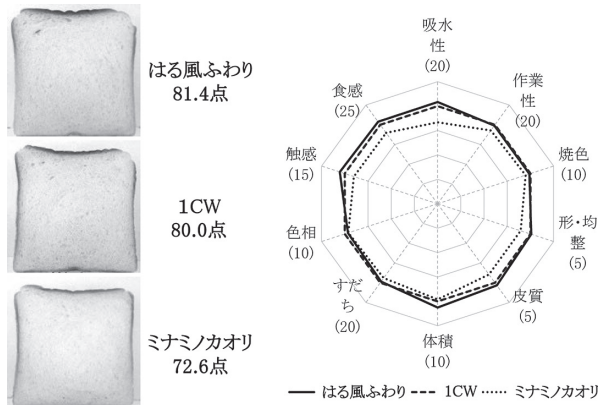 はる風ふわり
81.4点
1CW
80.0点
ミナミノカオリ
72.6点
吸水
性
(20)
作業
性
(20)
焼色
(10)
形・均
整
(5)
皮質
(5)
体積
(10)
すだ
ち
(20)
色相
(10)
触感
(15)
食感
(25)
はる風ふわり 1CW ミナミノカオリ